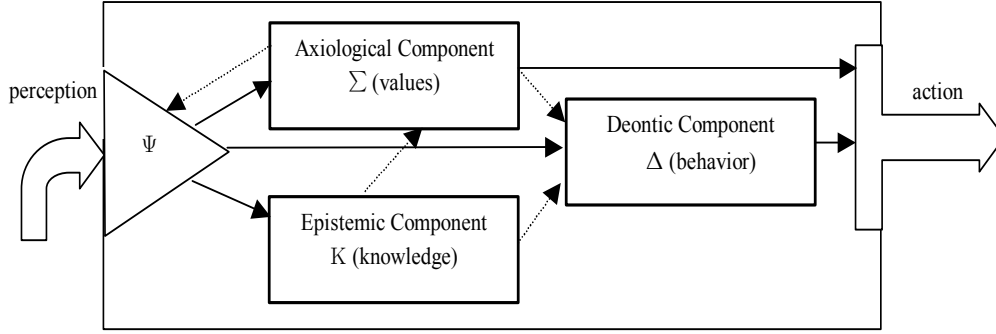 perception
Ψ
Axiological Component
Σ (values)
Epistemic Component
K (knowledge)
Deontic Component
Δ (behavior)
action